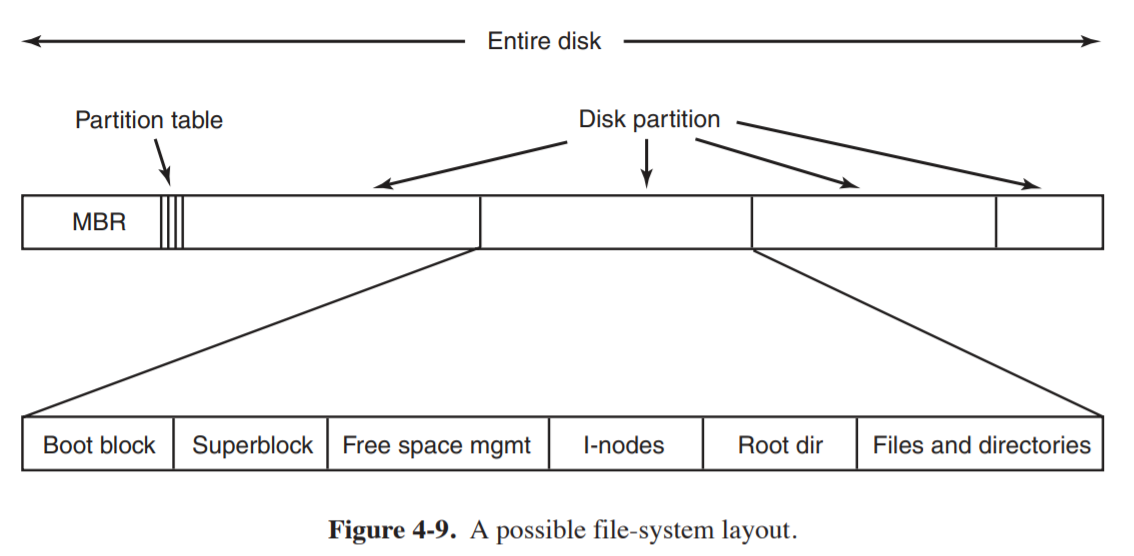 Entire disk
Partition table
Disk partition
MBR
Boot block
Superblock
Free space mgmt
I-nodes
Root dir
Files and directories
Figure 4-9. A possible file-system layout.